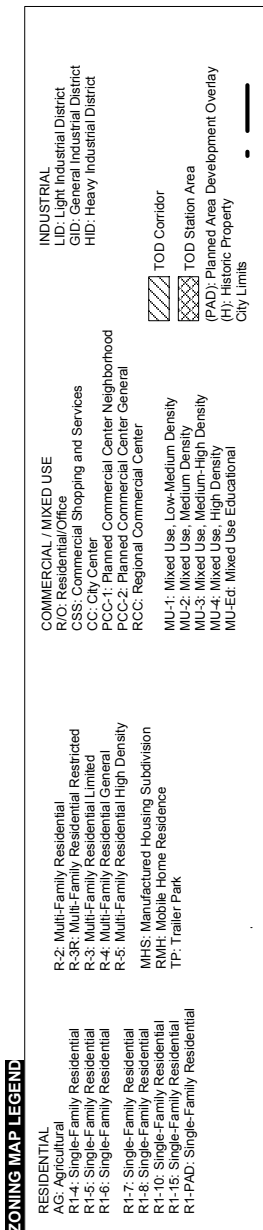 ZONING MAP LEGEND
RESIDENTIAL
AG: Agricultural
R1-4: Single-Family Residential
R1-5: Single-Family Residential
R1-6: Single-Family Residential
R1-7: Single-Family Residential
R1-8: Single-Family Residential
R1-10: Single-Family Residential
R1-15: Single-Family Residential
R1-PAD: Single-Family Residential
R-2: Multi-Family Residential
R-3R: Multi-Family Residential Restricted
R-3: Multi-Family Residential Limited
R-4: Multi-Family Residential General
R-5: Multi-Family Residential High Density
MHS: Manufactured Housing Subdivision
RMH: Mobile Home Residence
TP: Trailer Park
COMMERCIAL / MIXED USE
R/O: Residential/Office
CSS: Commercial Shopping and Services
CC: City Center
PCC-1: Planned Commercial Center Neighborhood
PCC-2: Planned Commercial Center General
RCC: Regional Commercial Center
MU-1: Mixed Use, Low-Medium Density
MU-2: Mixed Use, Medium Density
MU-3: Mixed Use, Medium-High Density
MU-4: Mixed Use, High Density
MU-Ed: Mixed Use Educational
INDUSTRIAL
LID: Light Industrial District
GID: General Industrial District
HID: Heavy Industrial District
TOD Corridor
TOD Station Area
(PAD): Planned Area Development Overlay
(H): Historic Property
City Limits